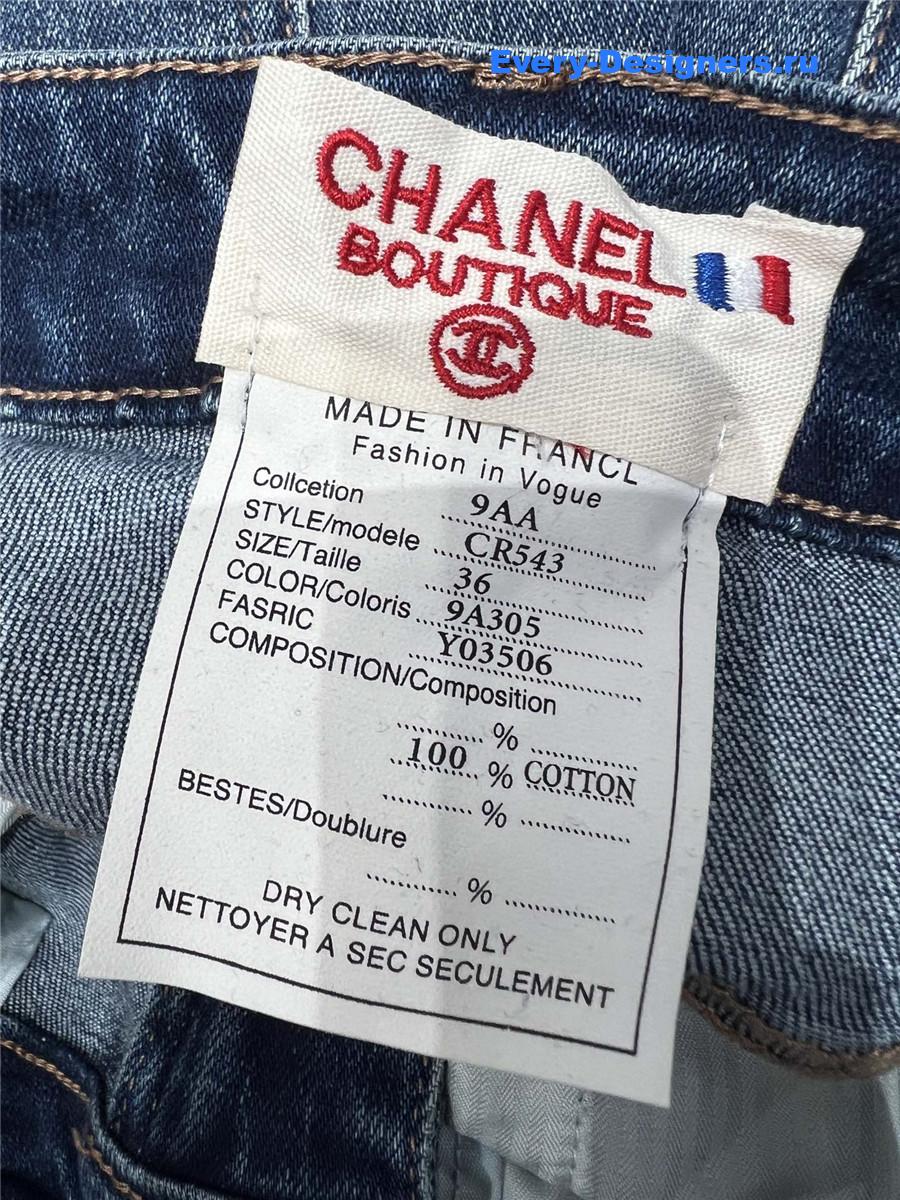 Every-Designers.ru
CHANEL
BOUTIQUE
MADE IN FRANCE
Fashion in Vogue
Collcetion 9AA
STYLE/modele CR543
SIZE/Taille 36
COLOR/Coloris 9A305
FASRIC Y03506
COMPOSITION/Composition
%
100 % COTTON
%
BESTES/Doublure
%
DRY CLEAN ONLY
NETTOYER A SEC SECULEMENT